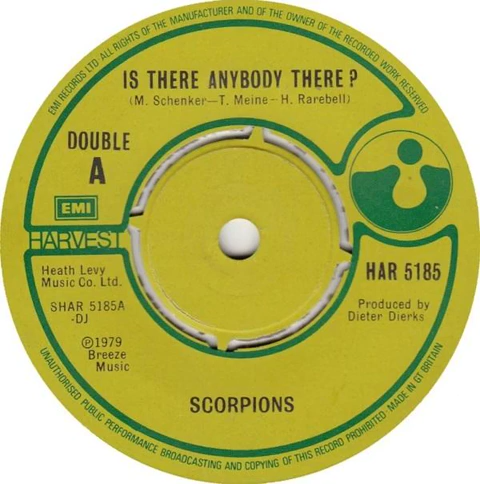 EMI RECORDS LTD. ALL RIGHTS OF THE MANUFACTURER AND OF THE OWNER OF THE RECORDED WORK RESERVED
IS THERE ANYBODY THERE?
(M. Schenker-T. Meine-H. Rarebell)
DOUBLE
A
EMI
HARVEST
Heath Levy
Music Co. Ltd.
SHAR 5185A
-DJ
℗1979
Breeze
Music
HAR 5185
Produced by
Dieter Dierks
SCORPIONS
UNAUTHORISED PUBLIC PERFORMANCE BROADCASTING AND COPYING OF THIS RECORD PROHIBITED · MADE IN GT BRITAIN